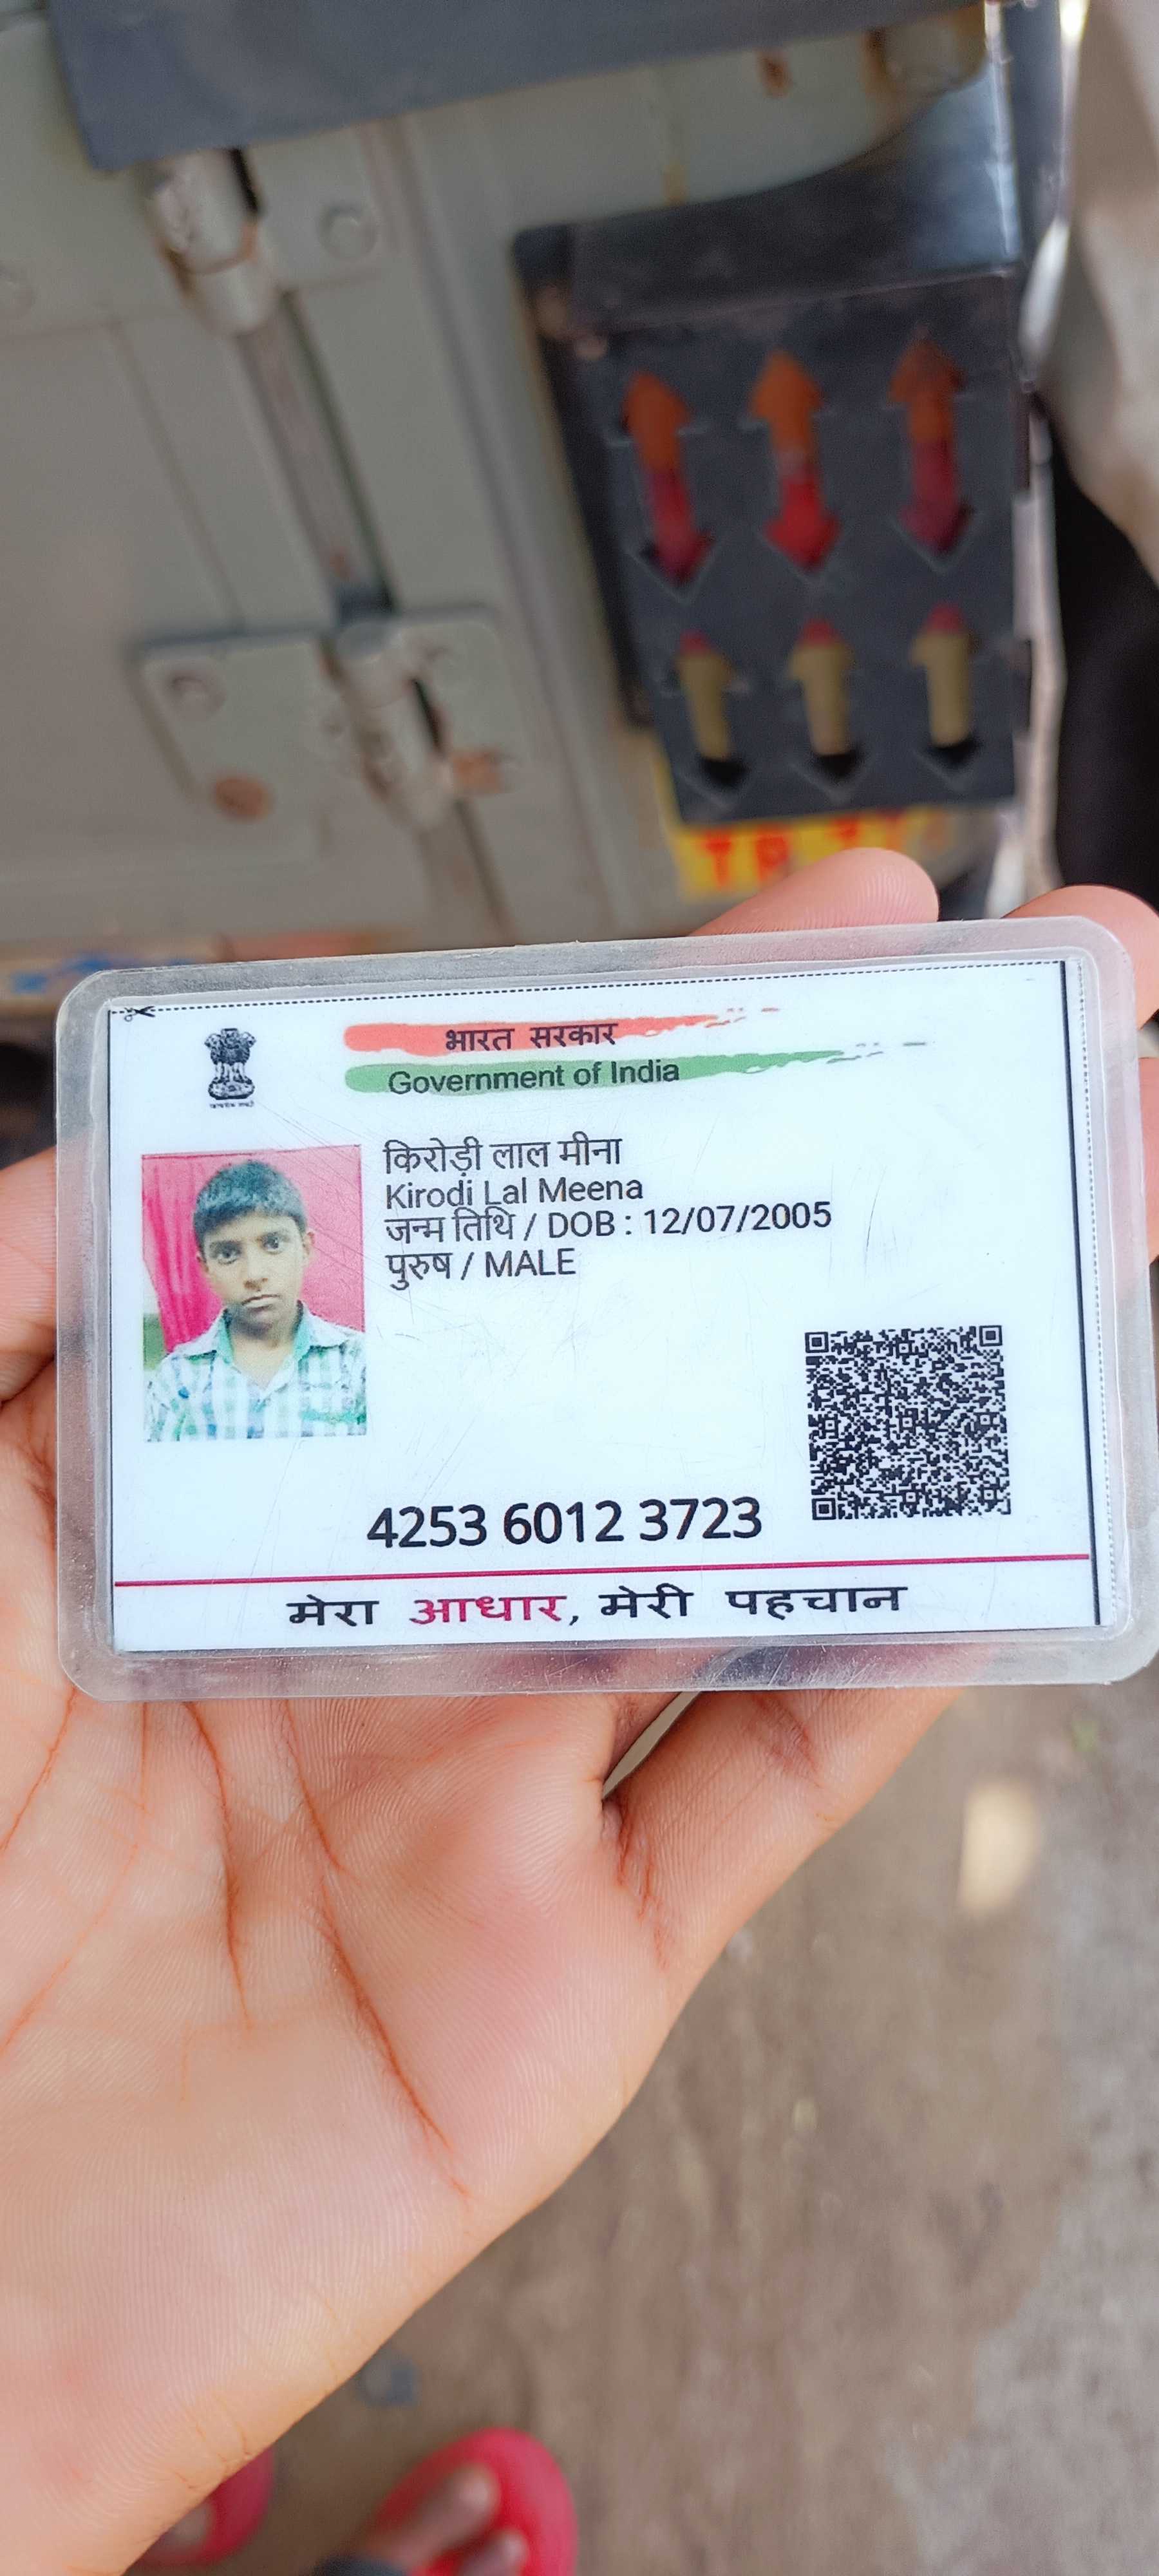 भारत सरकार
Government of India
किरोड़ी लाल मीना
Kirodi Lal Meena
जन्म तिथि / DOB : 12/07/2005
पुरुष / MALE
4253 6012 3723
मेरा आधार, मेरी पहचान